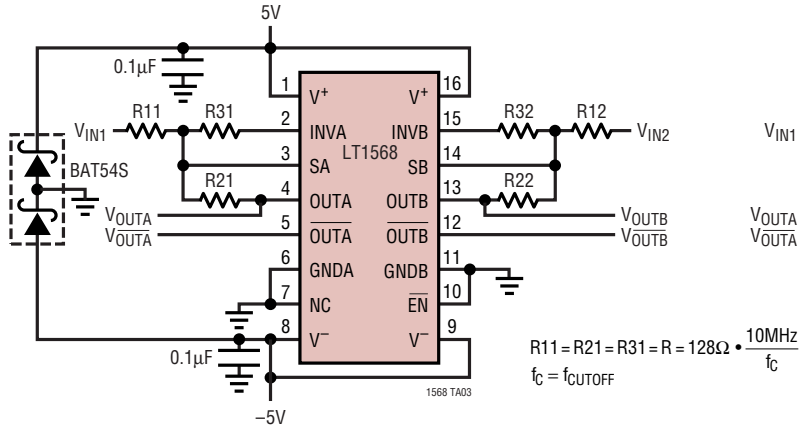 5V
0.1µF
1
16
V+
V+
R11
R31
2
15
R32
R12
VIN1
INVA
INVB
VIN2
VIN1
LT1568
3
14
SA
SB
BAT54S
R21
4
13
R22
OUTA
OUTB
VOUTA
VOUTB
VOUTA
5
12
VOUTA
OUTA
OUTB
VOUTB
VOUTA
6
11
GNDA
GNDB
7
10
NC
EN
8
9
V–
V–
0.1µF
R11 = R21 = R31 = R = 128Ω • 10MHz/fC
fC = fCUTOFF
1568 TA03
–5V